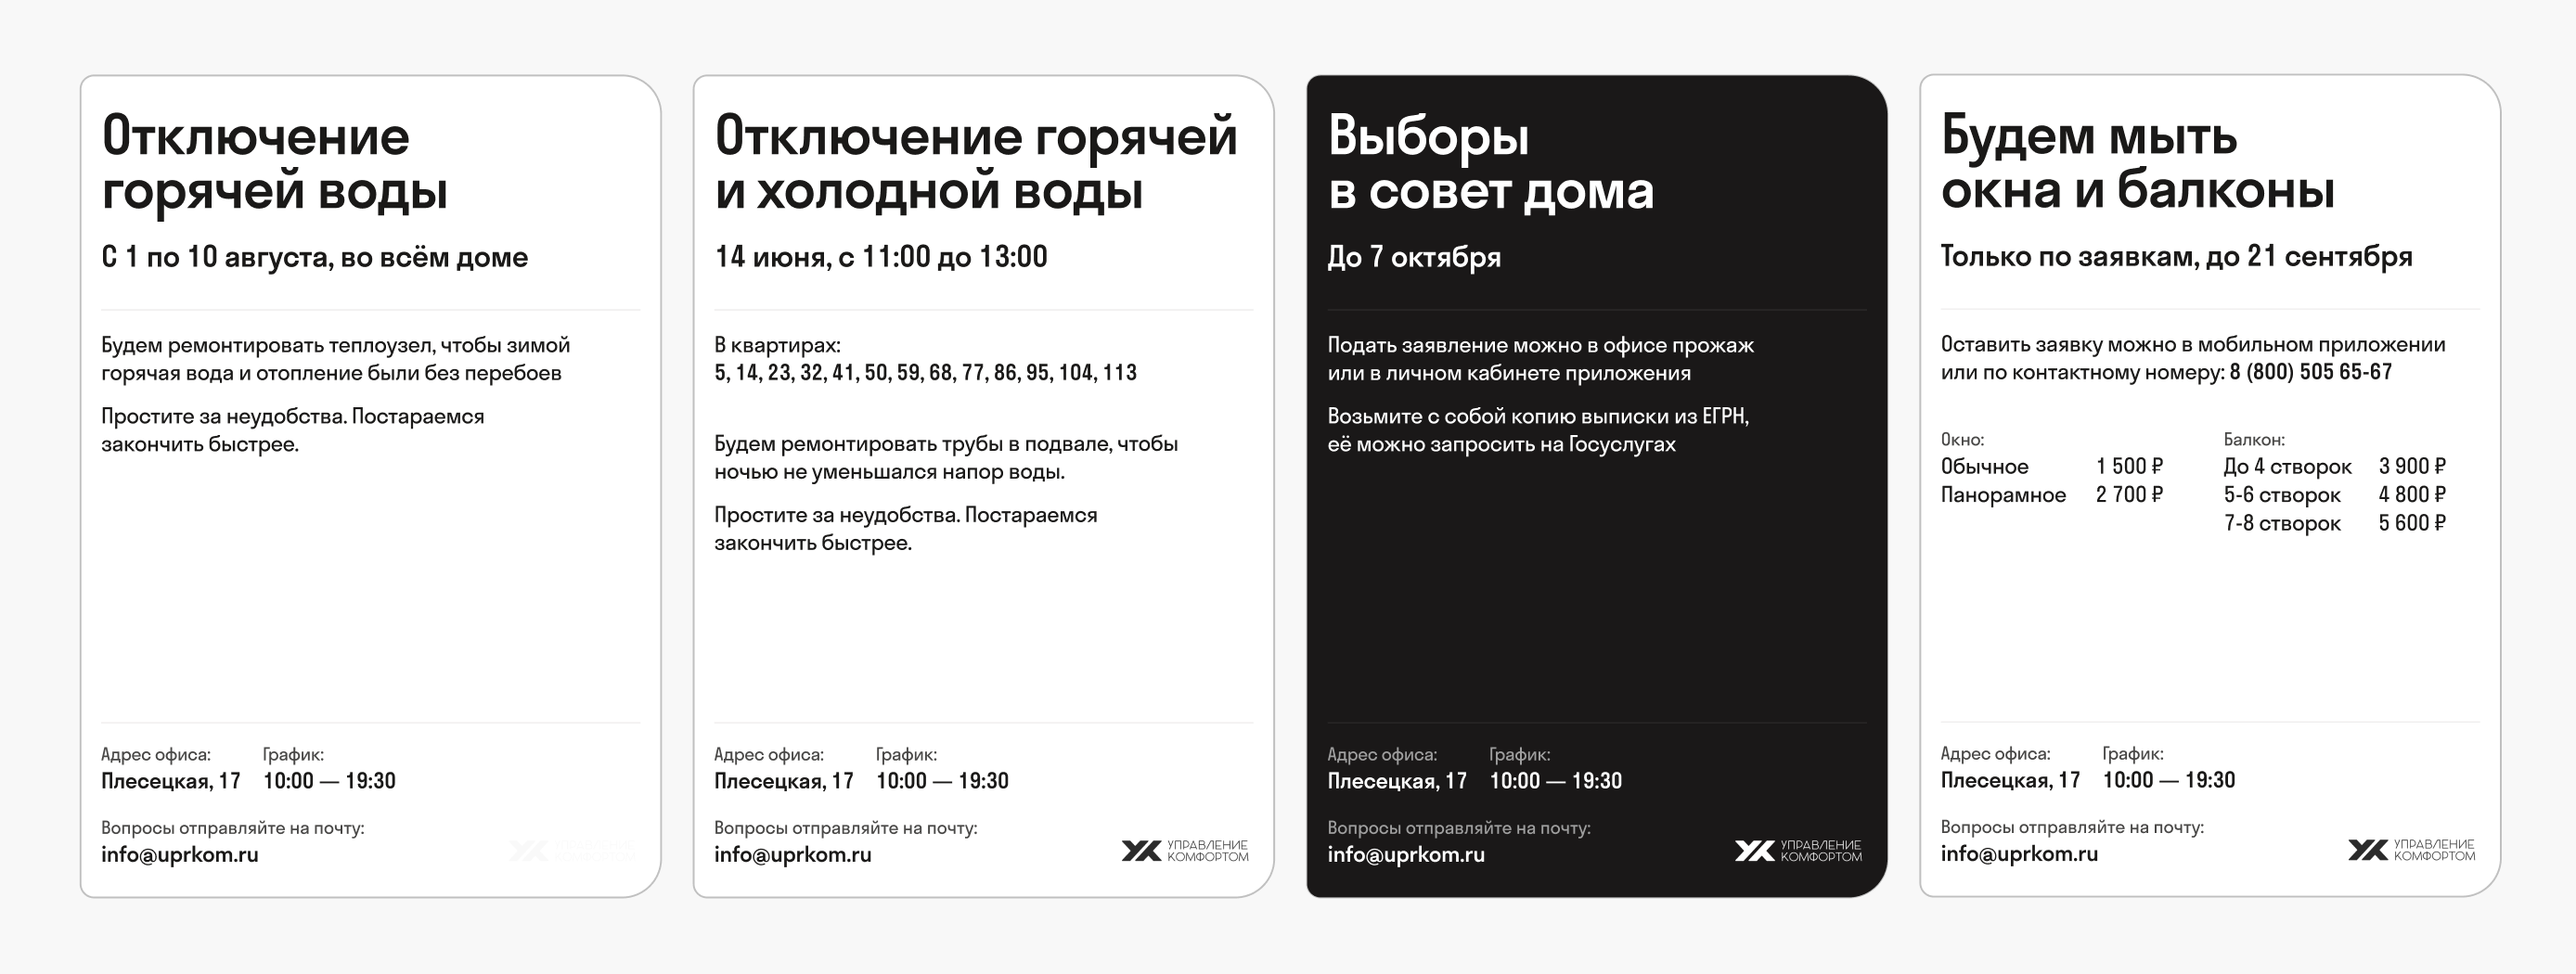 Отключение
горячей воды
С 1 по 10 августа, во всём доме
Будем ремонтировать теплоузел, чтобы зимой
горячая вода и отопление были без перебоев
Простите за неудобства. Постараемся
закончить быстрее.
Адрес офиса: График:
Плесецкая, 17 10:00 — 19:30
Вопросы отправляйте на почту:
info@uprkom.ru
УПРАВЛЕНИЕ
КОМФОРТОМ
Отключение горячей
и холодной воды
14 июня, с 11:00 до 13:00
В квартирах:
5, 14, 23, 32, 41, 50, 59, 68, 77, 86, 95, 104, 113
Будем ремонтировать трубы в подвале, чтобы
ночью не уменьшался напор воды.
Простите за неудобства. Постараемся
закончить быстрее.
Адрес офиса: График:
Плесецкая, 17 10:00 — 19:30
Вопросы отправляйте на почту:
info@uprkom.ru
УК УПРАВЛЕНИЕ
КОМФОРТОМ
Выборы
в совет дома
До 7 октября
Подать заявление можно в офисе прожаж
или в личном кабинете приложения
Возьмите с собой копию выписки из ЕГРН,
её можно запросить на Госуслугах
Адрес офиса: График:
Плесецкая, 17 10:00 — 19:30
Вопросы отправляйте на почту:
info@uprkom.ru
УК УПРАВЛЕНИЕ
КОМФОРТОМ
Будем мыть
окна и балконы
Только по заявкам, до 21 сентября
Оставить заявку можно в мобильном приложении
или по контактному номеру: 8 (800) 505 65-67
Окно:
Обычное 1 500 ₽
Панорамное 2 700 ₽
Балкон:
До 4 створок 3 900 ₽
5-6 створок 4 800 ₽
7-8 створок 5 600 ₽
Адрес офиса: График:
Плесецкая, 17 10:00 — 19:30
Вопросы отправляйте на почту:
info@uprkom.ru
УК УПРАВЛЕНИЕ
КОМФОРТОМ